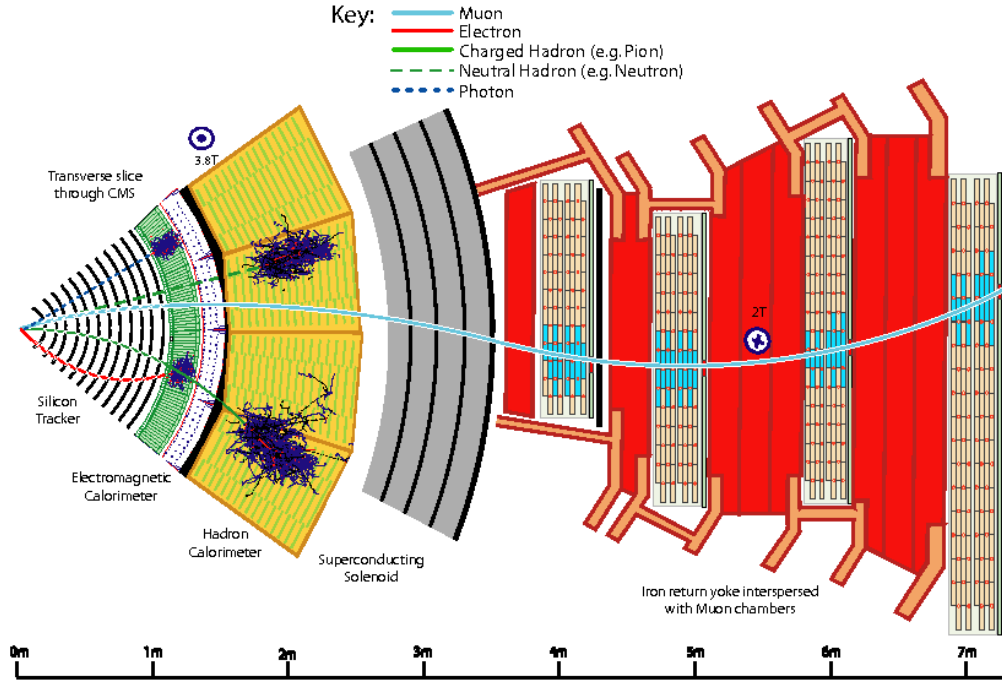 Key:
Muon
Electron
Charged Hadron (e.g. Pion)
Neutral Hadron (e.g. Neutron)
Photon
3.8T
Transverse slice
through CMS
2T
Silicon
Tracker
Electromagnetic
Calorimeter
Hadron
Calorimeter
Superconducting
Solenoid
Iron return yoke interspersed
with Muon chambers
0m 1m 2m 3m 4m 5m 6m 7m